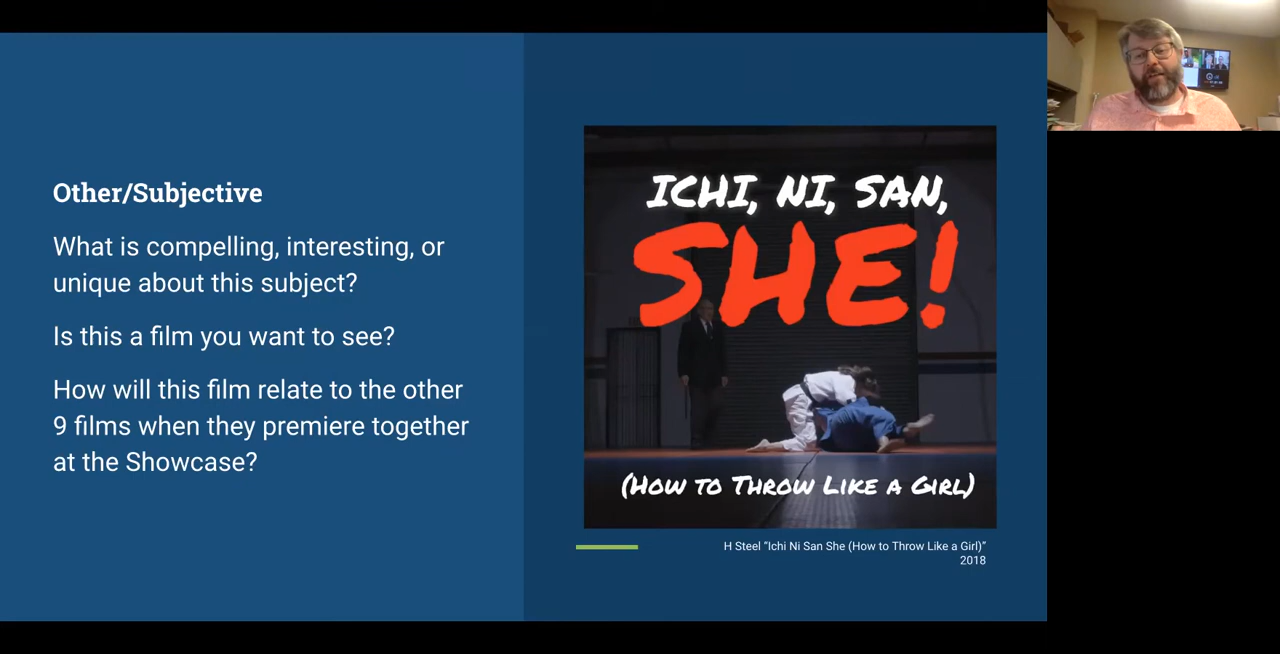 Other/Subjective
What is compelling, interesting, or
unique about this subject?
Is this a film you want to see?
How will this film relate to the other
9 films when they premiere together
at the Showcase?
ICHI, NI, SAN,
SHE!
(HOW TO THROW LIKE A GIRL)
H Steel “Ichi Ni San She (How to Throw Like a Girl)”
2018